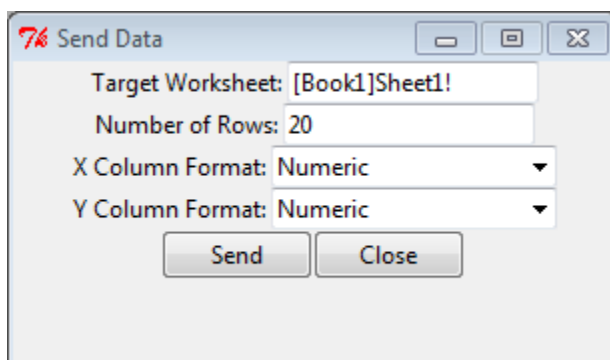 Send Data
Target Worksheet: [Book1]Sheet1!
Number of Rows: 20
X Column Format: Numeric
Y Column Format: Numeric
Send Close